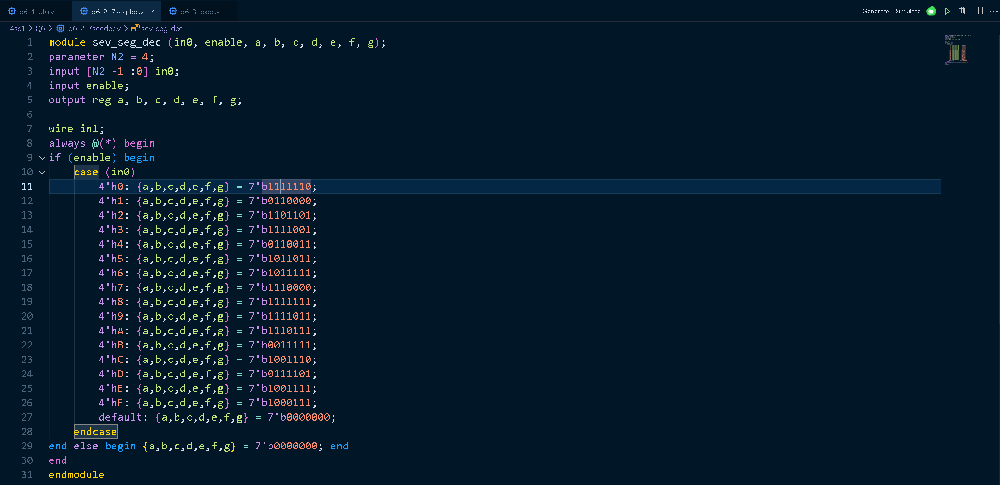 q6_1_alu.v q6_2_7segdec.v q6_3_exec.v Generate Simulate
Ass1 > Q6 > q6_2_7segdec.v > sev_seg_dec
1 module sev_seg_dec (in0, enable, a, b, c, d, e, f, g);
2 parameter N2 = 4;
3 input [N2 -1 :0] in0;
4 input enable;
5 output reg a, b, c, d, e, f, g;
6
7 wire in1;
8 always @(*) begin
9 if (enable) begin
10 case (in0)
11 4'h0: {a,b,c,d,e,f,g} = 7'b1111110;
12 4'h1: {a,b,c,d,e,f,g} = 7'b0110000;
13 4'h2: {a,b,c,d,e,f,g} = 7'b1101101;
14 4'h3: {a,b,c,d,e,f,g} = 7'b1111001;
15 4'h4: {a,b,c,d,e,f,g} = 7'b0110011;
16 4'h5: {a,b,c,d,e,f,g} = 7'b1011011;
17 4'h6: {a,b,c,d,e,f,g} = 7'b1011111;
18 4'h7: {a,b,c,d,e,f,g} = 7'b1110000;
19 4'h8: {a,b,c,d,e,f,g} = 7'b1111111;
20 4'h9: {a,b,c,d,e,f,g} = 7'b1111011;
21 4'hA: {a,b,c,d,e,f,g} = 7'b1110111;
22 4'hB: {a,b,c,d,e,f,g} = 7'b0011111;
23 4'hC: {a,b,c,d,e,f,g} = 7'b1001110;
24 4'hD: {a,b,c,d,e,f,g} = 7'b0111101;
25 4'hE: {a,b,c,d,e,f,g} = 7'b1001111;
26 4'hF: {a,b,c,d,e,f,g} = 7'b1000111;
27 default: {a,b,c,d,e,f,g} = 7'b0000000;
28 endcase
29 end else begin {a,b,c,d,e,f,g} = 7'b0000000; end
30 end
31 endmodule